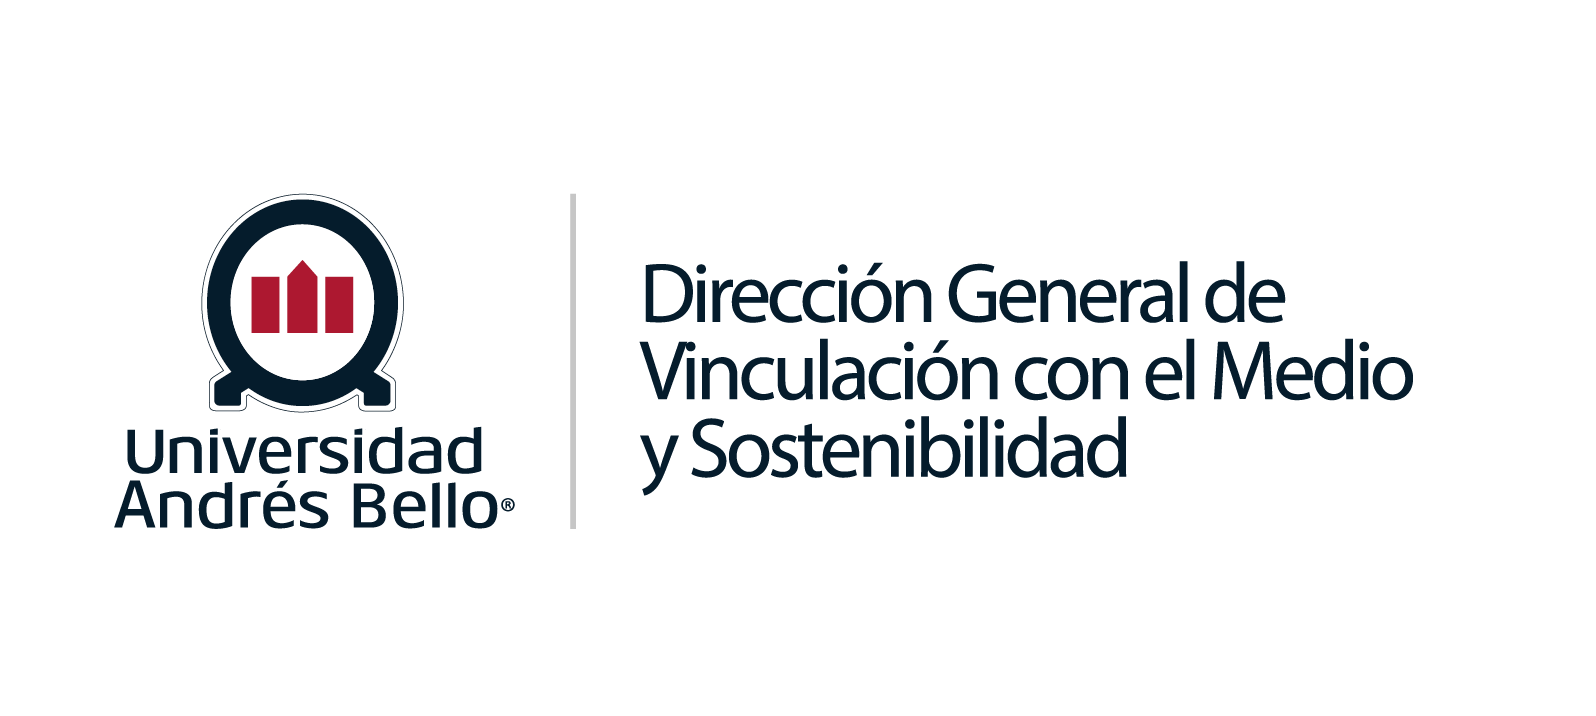 Universidad
Andrés Bello®
Dirección General de
Vinculación con el Medio
y Sostenibilidad